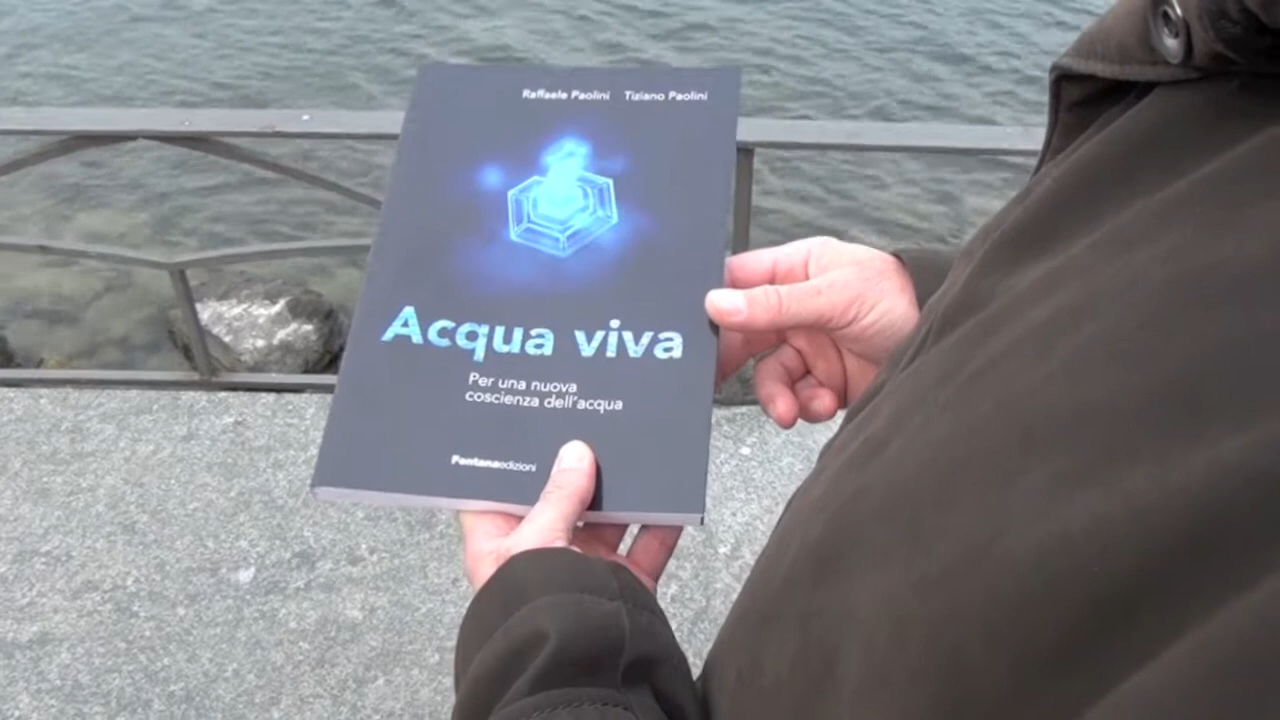 Raffaele Paolini Tiziano Paolini
Acqua viva
Per una nuova
coscienza dell'acqua
Fontanaedizioni